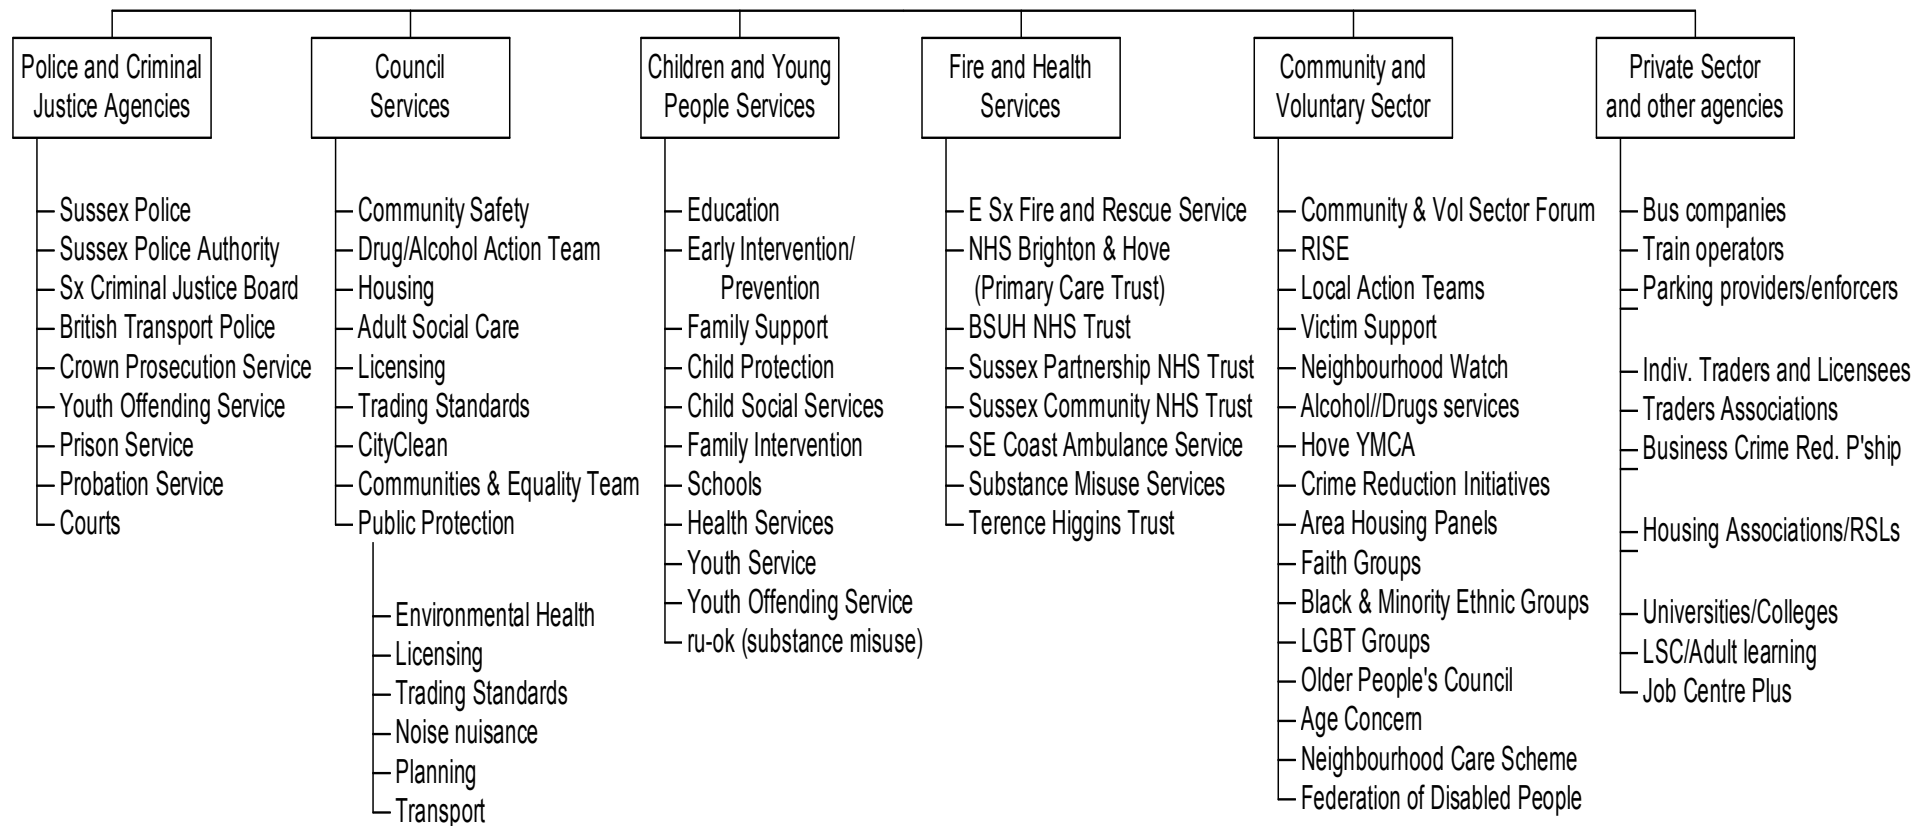 Police and Criminal
Justice Agencies
Sussex Police
Sussex Police Authority
Sx Criminal Justice Board
British Transport Police
Crown Prosecution Service
Youth Offending Service
Prison Service
Probation Service
Courts
Council
Services
Community Safety
Drug/Alcohol Action Team
Housing
Adult Social Care
Licensing
Trading Standards
CityClean
Communities & Equality Team
Public Protection
Environmental Health
Licensing
Trading Standards
Noise nuisance
Planning
Transport
Children and Young
People Services
Education
Early Intervention/
Prevention
Family Support
Child Protection
Child Social Services
Family Intervention
Schools
Health Services
Youth Service
Youth Offending Service
ru-ok (substance misuse)
Fire and Health
Services
E Sx Fire and Rescue Service
NHS Brighton & Hove
(Primary Care Trust)
BSUH NHS Trust
Sussex Partnership NHS Trust
Sussex Community NHS Trust
SE Coast Ambulance Service
Substance Misuse Services
Terence Higgins Trust
Community and
Voluntary Sector
Community & Vol Sector Forum
RISE
Local Action Teams
Victim Support
Neighbourhood Watch
Alcohol//Drugs services
Hove YMCA
Crime Reduction Initiatives
Area Housing Panels
Faith Groups
Black & Minority Ethnic Groups
LGBT Groups
Older People's Council
Age Concern
Neighbourhood Care Scheme
Federation of Disabled People
Private Sector
and other agencies
Bus companies
Train operators
Parking providers/enforcers
Indiv. Traders and Licensees
Traders Associations
Business Crime Red. P'ship
Housing Associations/RSLs
Universities/Colleges
LSC/Adult learning
Job Centre Plus